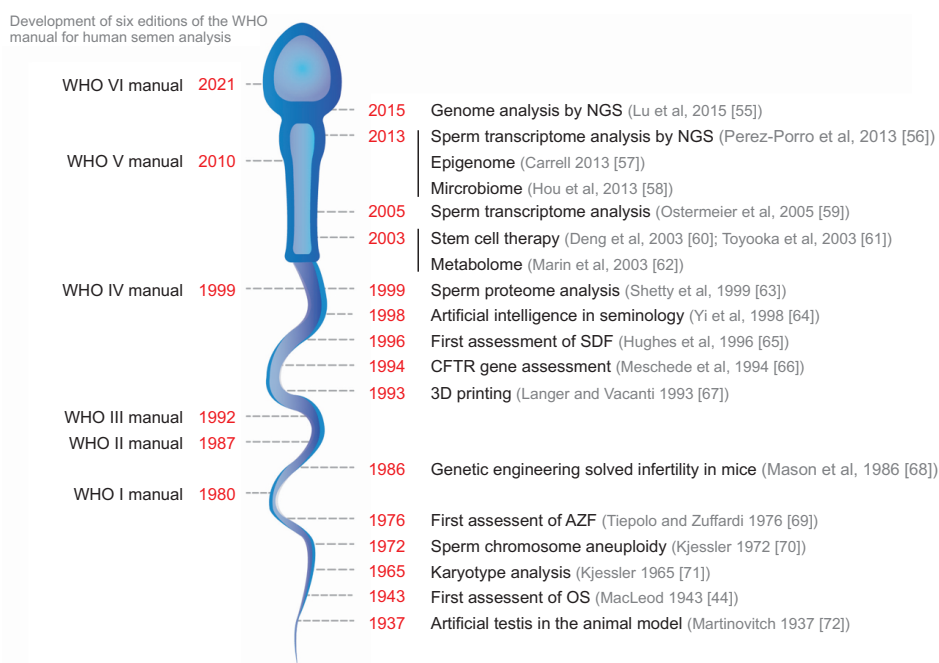 Development of six editions of the WHO
manual for human semen analysis
WHO VI manual 2021
2015 Genome analysis by NGS (Lu et al, 2015 [55])
2013 Sperm transcriptome analysis by NGS (Perez-Porro et al, 2013 [56])
WHO V manual 2010
Epigenome (Carrell 2013 [57])
Mircrobiome (Hou et al, 2013 [58])
2005 Sperm transcriptome analysis (Ostermeier et al, 2005 [59])
2003 Stem cell therapy (Deng et al, 2003 [60]; Toyooka et al, 2003 [61])
Metabolome (Marin et al, 2003 [62])
WHO IV manual 1999
1999 Sperm proteome analysis (Shetty et al, 1999 [63])
1998 Artificial intelligence in seminology (Yi et al, 1998 [64])
1996 First assessment of SDF (Hughes et al, 1996 [65])
1994 CFTR gene assessment (Meschede et al, 1994 [66])
1993 3D printing (Langer and Vacanti 1993 [67])
WHO III manual 1992
WHO II manual 1987
1986 Genetic engineering solved infertility in mice (Mason et al, 1986 [68])
WHO I manual 1980
1976 First assessent of AZF (Tiepolo and Zuffardi 1976 [69])
1972 Sperm chromosome aneuploidy (Kjessler 1972 [70])
1965 Karyotype analysis (Kjessler 1965 [71])
1943 First assessent of OS (MacLeod 1943 [44])
1937 Artificial testis in the animal model (Martinovitch 1937 [72])